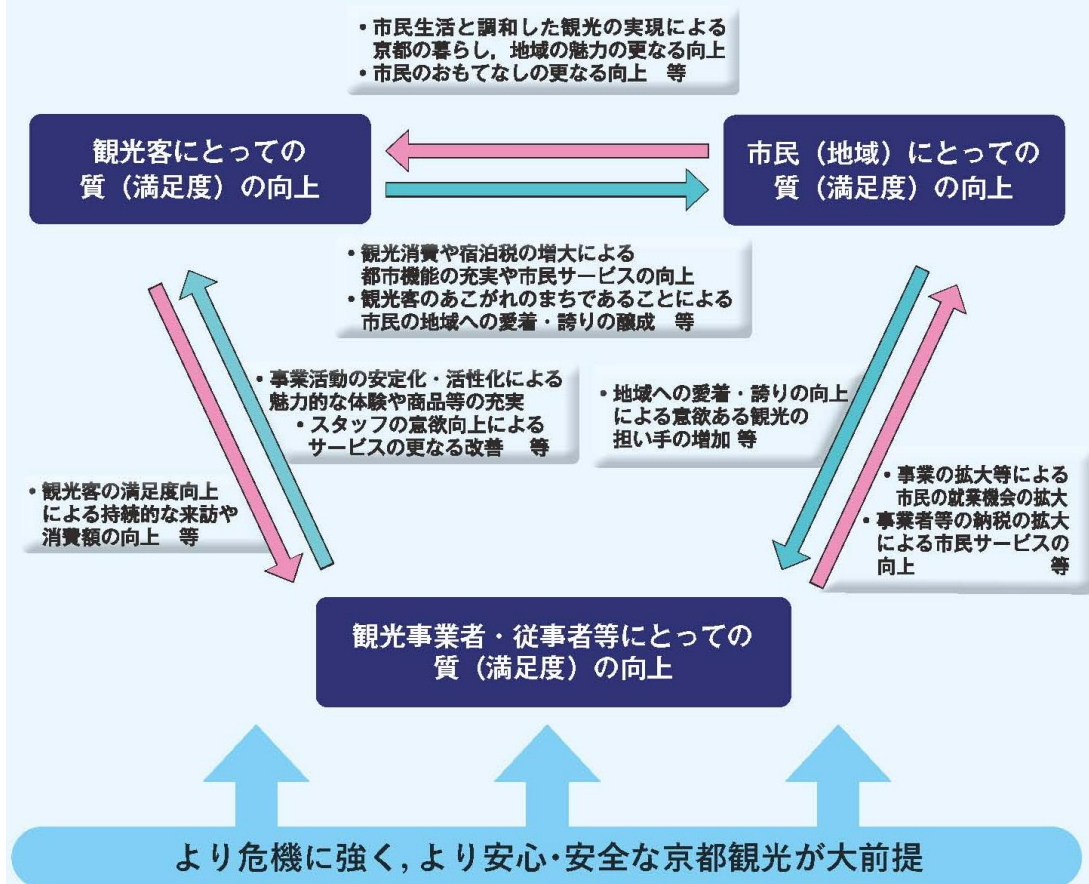 ・市民生活と調和した観光の実現による
京都の暮らし，地域の魅力の更なる向上
・市民のおもてなしの更なる向上　等
観光客にとっての
質（満足度）の向上
市民（地域）にとっての
質（満足度）の向上
・観光消費や宿泊税の増大による
都市機能の充実や市民サービスの向上
・観光客のあこがれのまちであることによる
市民の地域への愛着・誇りの醸成　等
・事業活動の安定化・活性化による
魅力的な体験や商品等の充実
・スタッフの意欲向上による
サービスの更なる改善　等
・地域への愛着・誇りの向上
による意欲ある観光の
担い手の増加 等
・観光客の満足度向上
による持続的な来訪や
消費額の向上　等
・事業の拡大等による
市民の就業機会の拡大
・事業者等の納税の拡大
による市民サービスの
向上　等
観光事業者・従事者等にとっての
質（満足度）の向上
より危機に強く，より安心・安全な京都観光が大前提